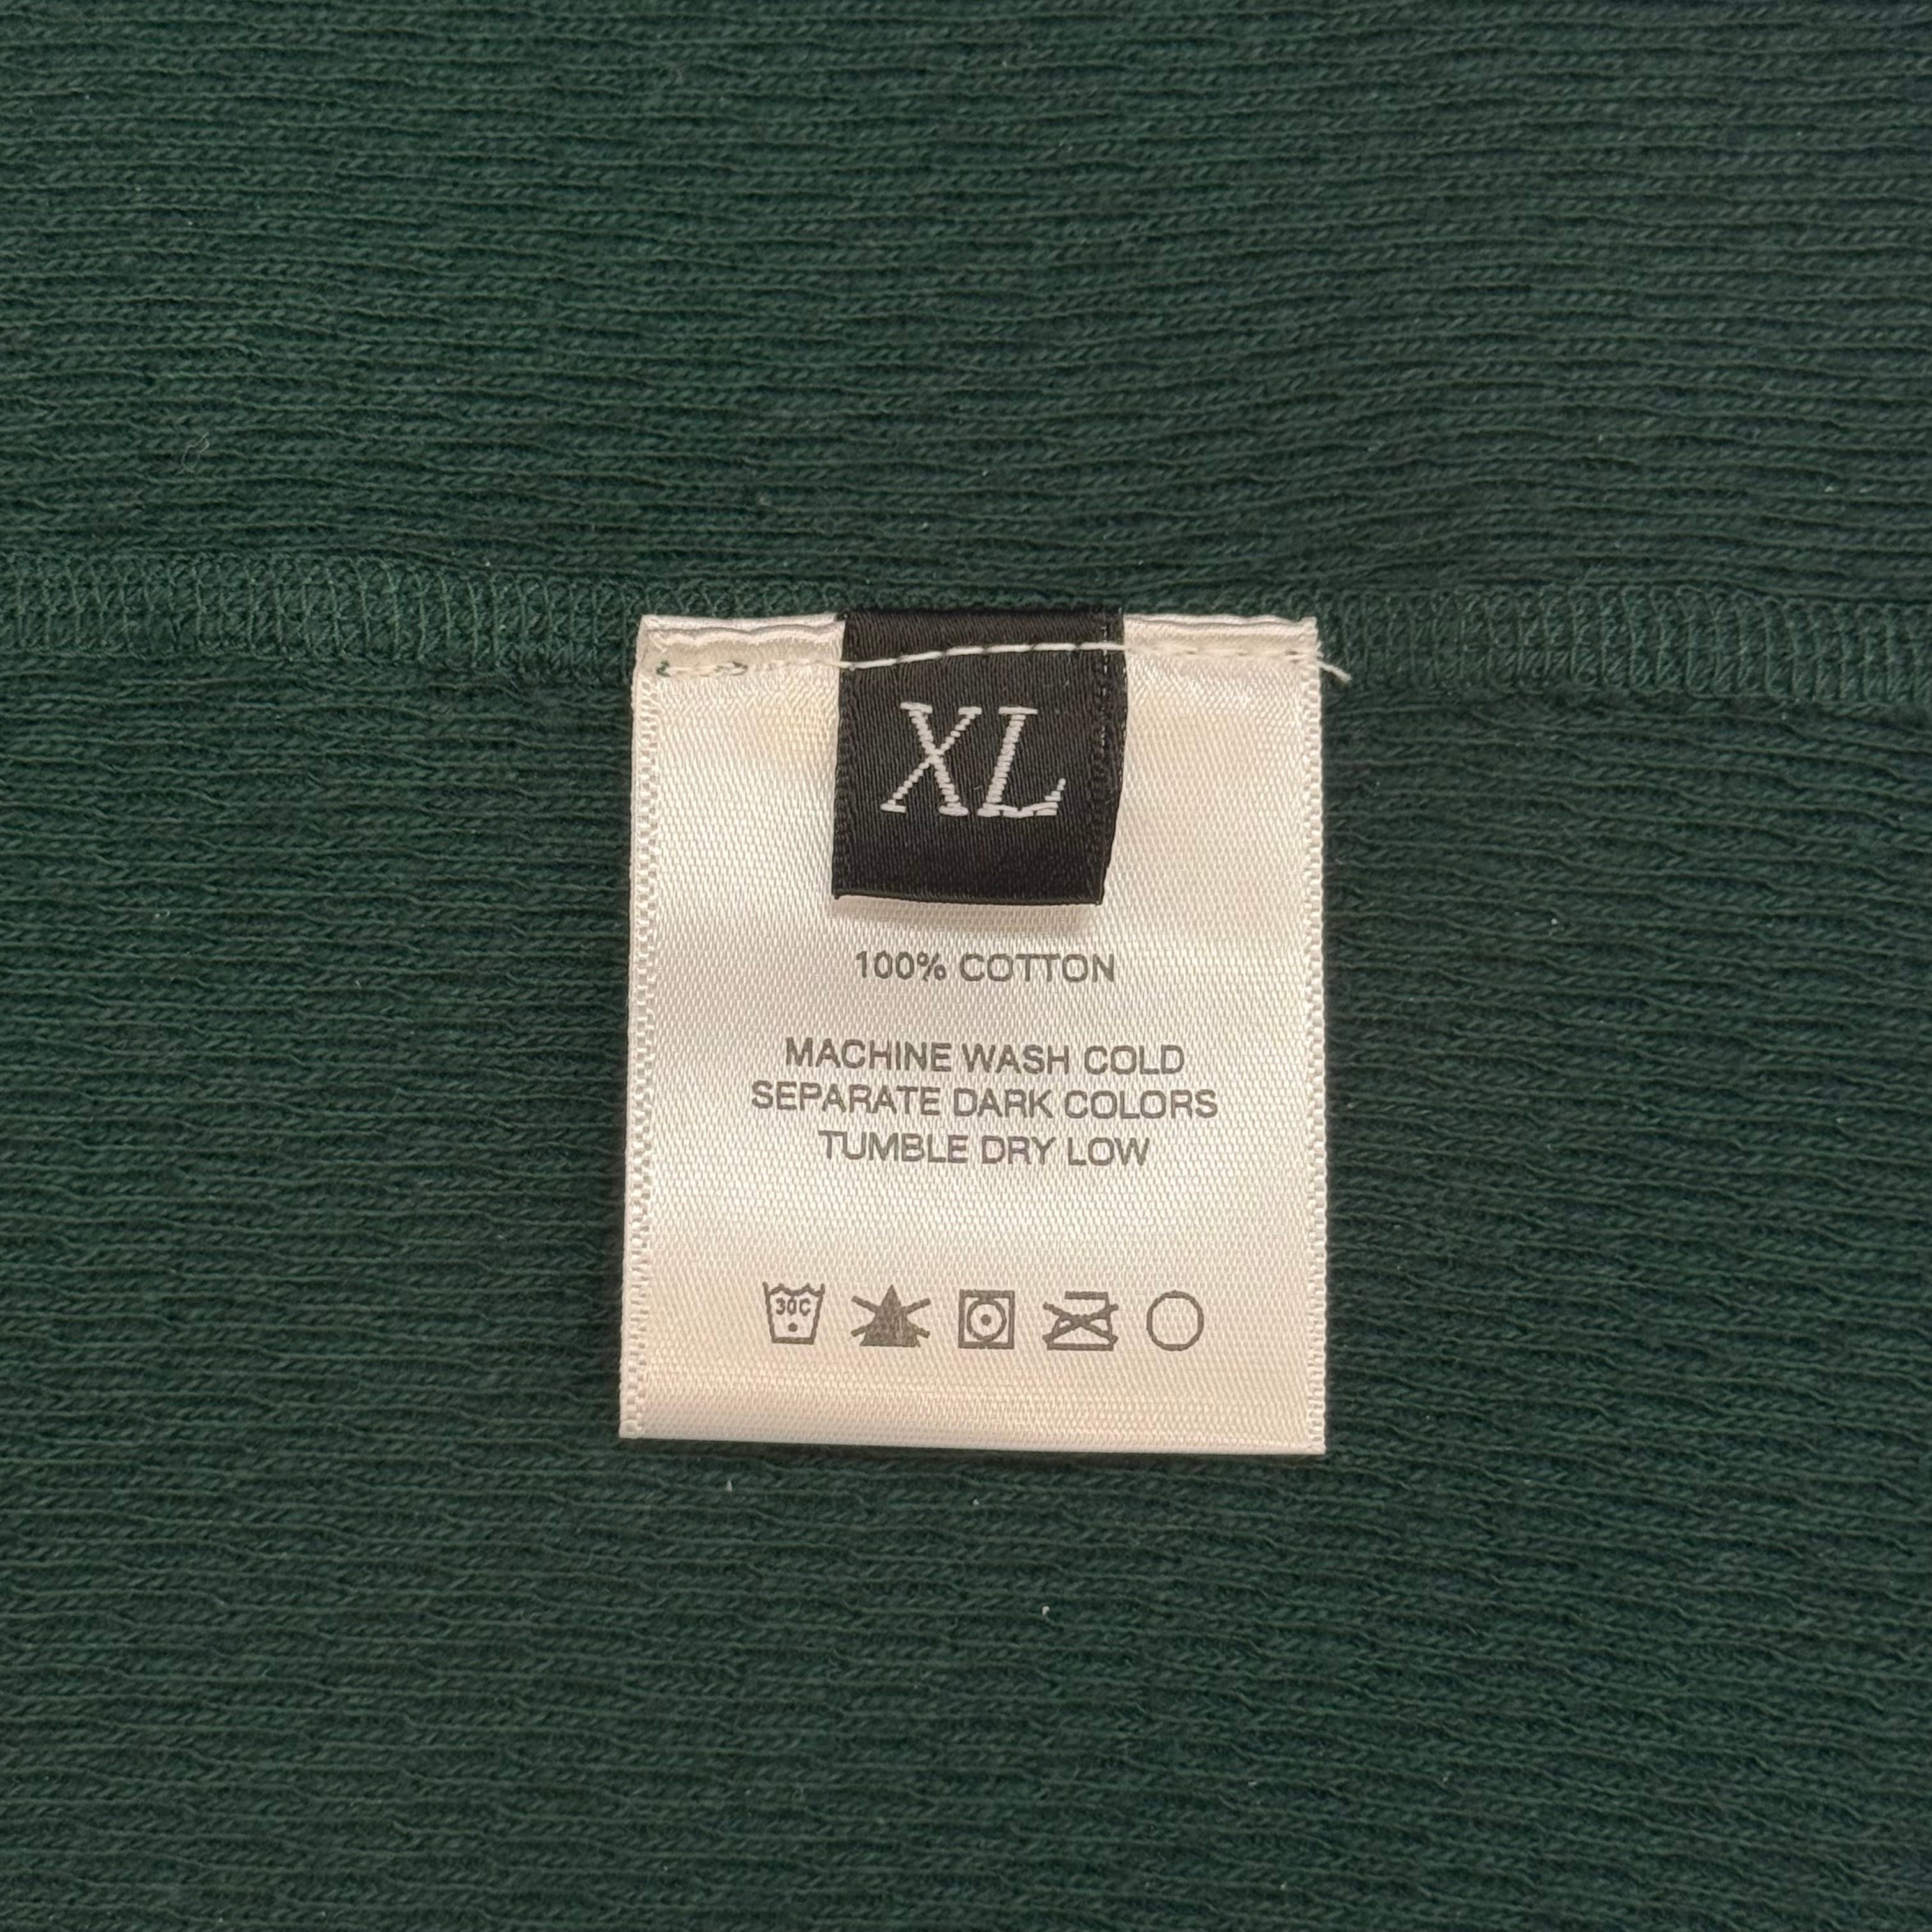 XL
100% COTTON
MACHINE WASH COLD
SEPARATE DARK COLORS
TUMBLE DRY LOW
30C